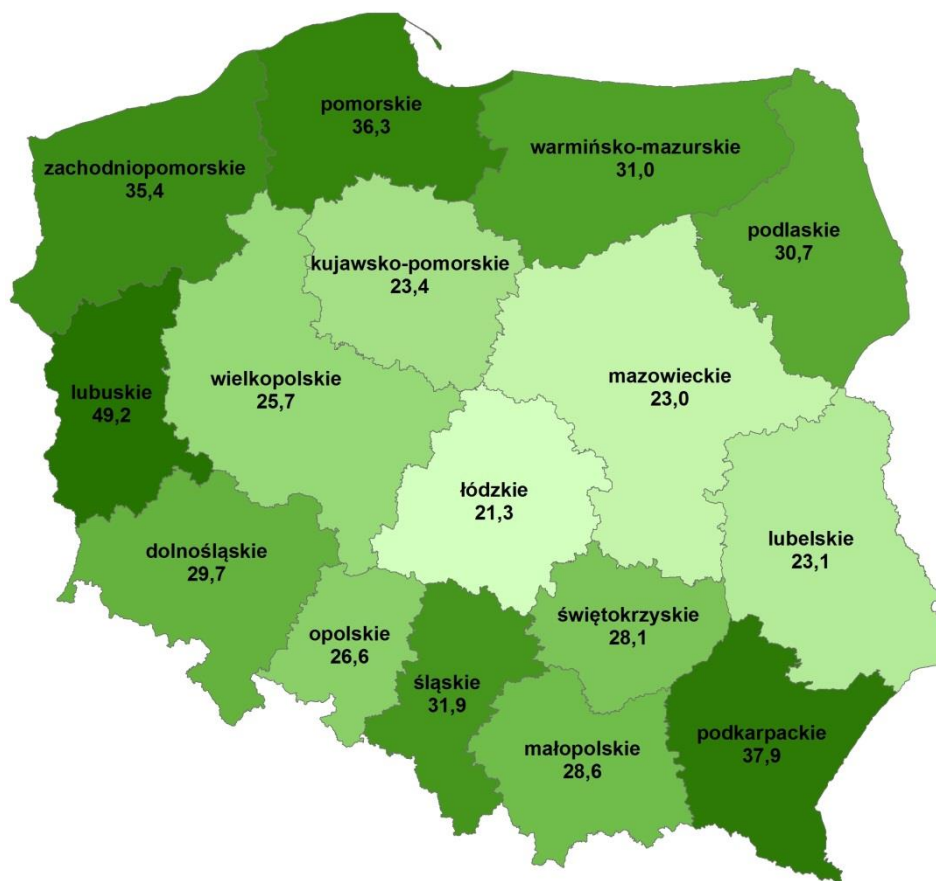 pomorskie
36,3
warmińsko-mazurskie
31,0
zachodniopomorskie
35,4
podlaskie
30,7
kujawsko-pomorskie
23,4
wielkopolskie
25,7
mazowieckie
23,0
lubuskie
49,2
łódzkie
21,3
lubelskie
23,1
dolnośląskie
29,7
świętokrzyskie
28,1
opolskie
26,6
śląskie
31,9
podkarpackie
37,9
małopolskie
28,6